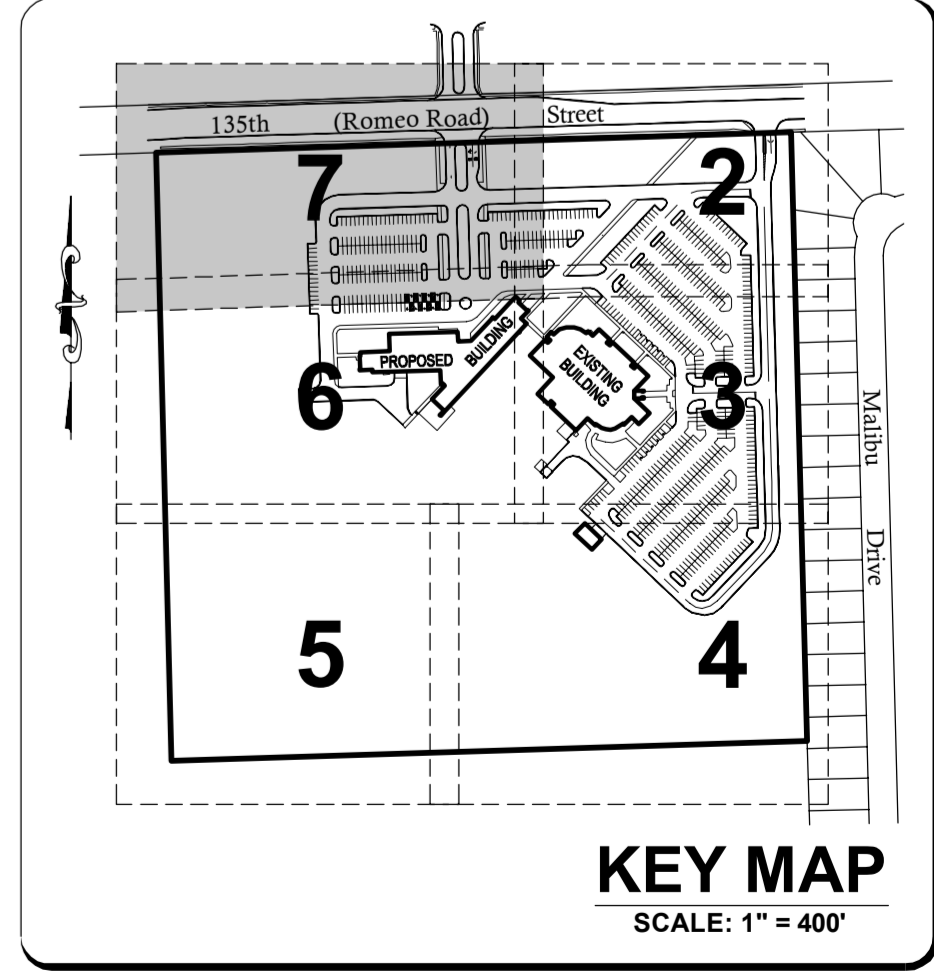 135th (Romeo Road) Street
7
2
PROPOSED BUILDING
EXISTING
BUILDING
6
3
Malibu Drive
5
4
KEY MAP
SCALE: 1" = 400'